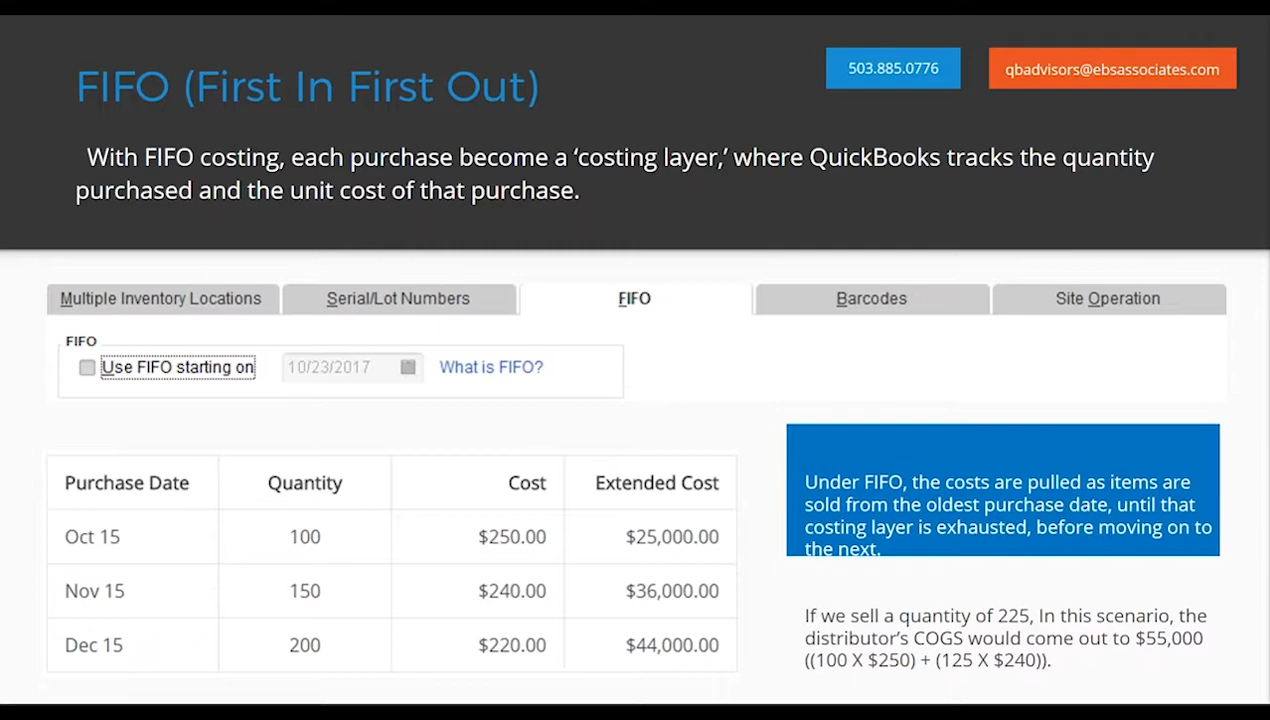 FIFO (First In First Out)
503.885.0776
qbadvisors@ebsassociates.com
With FIFO costing, each purchase become a ‘costing layer,’ where QuickBooks tracks the quantity
purchased and the unit cost of that purchase.
Multiple Inventory Locations
Serial/Lot Numbers
FIFO
Barcodes
Site Operation
FIFO
Use FIFO starting on 10/23/2017 What is FIFO?
Purchase Date Quantity Cost Extended Cost
Oct 15 100 $250.00 $25,000.00
Nov 15 150 $240.00 $36,000.00
Dec 15 200 $220.00 $44,000.00
Under FIFO, the costs are pulled as items are
sold from the oldest purchase date, until that
costing layer is exhausted, before moving on to
the next.
If we sell a quantity of 225, In this scenario, the
distributor’s COGS would come out to $55,000
((100 X $250) + (125 X $240)).